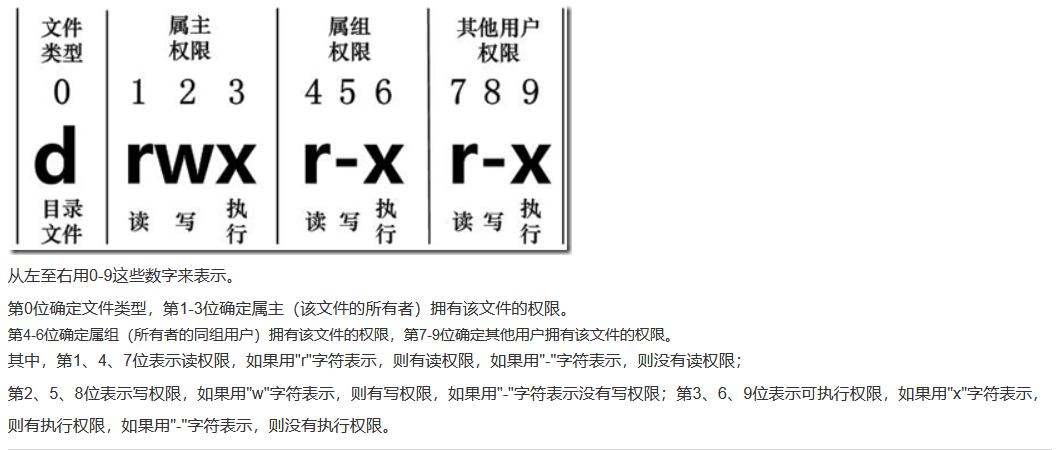 文件 属主 属组 其他用户
类型 权限 权限 权限
0 1 2 3 4 5 6 7 8 9
d rwx r-x r-x
目录 读 写 执 读 写 执 读 写 执
文件 行 行 行
从左至右用0-9这些数字来表示。
第0位确定文件类型，第1-3位确定属主（该文件的所有者）拥有该文件的权限。
第4-6位确定属组（所有者的同组用户）拥有该文件的权限，第7-9位确定其他用户拥有该文件的权限。
其中，第1、4、7位表示读权限，如果用"r"字符表示，则有读权限，如果用"-"字符表示，则没有读权限；
第2、5、8位表示写权限，如果用"w"字符表示，则有写权限，如果用"-"字符表示没有写权限；第3、6、9位表示可执行权限，如果用"x"字符表示，
则有执行权限，如果用"-"字符表示，则没有执行权限。